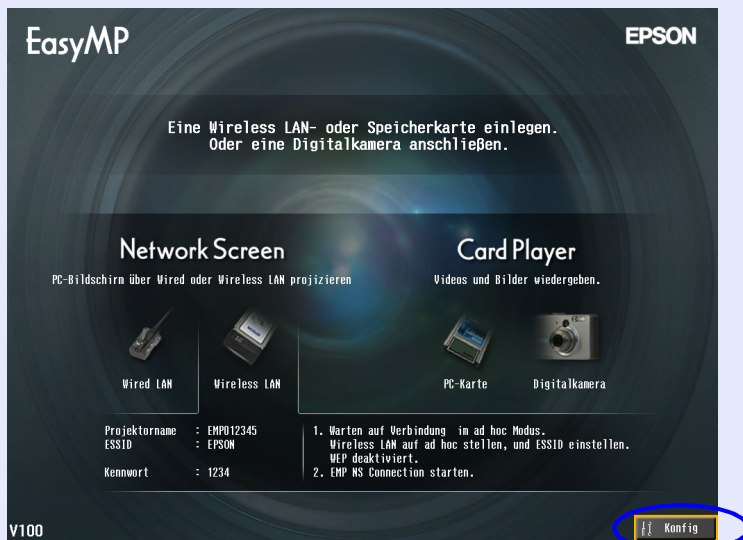 EasyMP
EPSON
Eine Wireless LAN- oder Speicherkarte einlegen.
Oder eine Digitalkamera anschließen.
Network Screen
PC-Bildschirm über Wired oder Wireless LAN projizieren
Wired LAN
Wireless LAN
Card Player
Videos und Bilder wiedergeben.
PC-Karte
Digitalkamera
Projektorname : EMP012345
ESSID : EPSON
Kennwort : 1234
1. Warten auf Verbindung im ad hoc Modus.
Wireless LAN auf ad hoc stellen, und ESSID einstellen.
WEP deaktiviert.
2. EMP NS Connection starten.
V100
Konfig